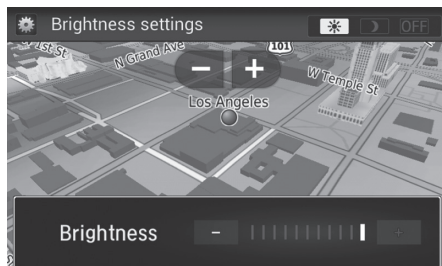 Brightness settings
OFF
1st St
N Grand Ave
101
W Temple St
− +
Los Angeles
Brightness - +